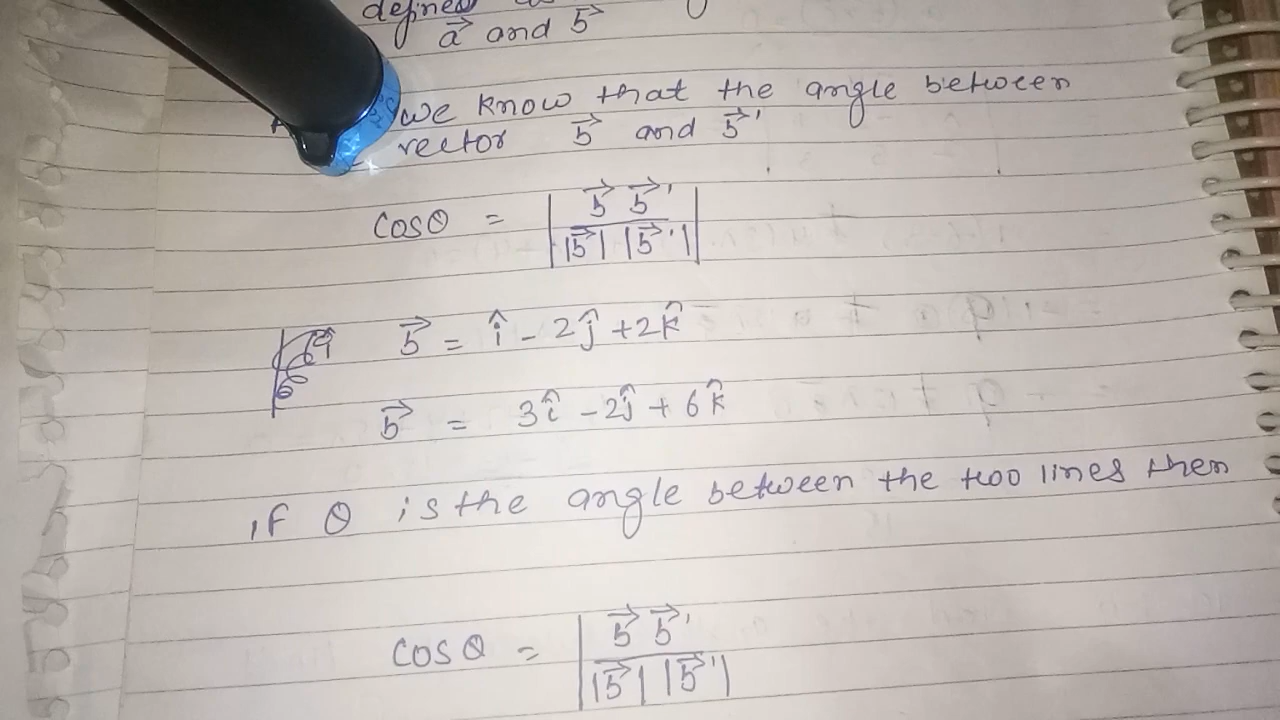 defined
a⃗ and b⃗
we know that the angle between
vector b⃗ and b⃗'
cosθ = | b⃗ b⃗' / |b⃗| |b⃗'| |
b⃗ = î - 2ĵ + 2k̂
b⃗ = 3î - 2ĵ + 6k̂
if θ is the angle between the two lines then
cosθ = | b⃗ b⃗' / |b⃗| |b⃗'| |